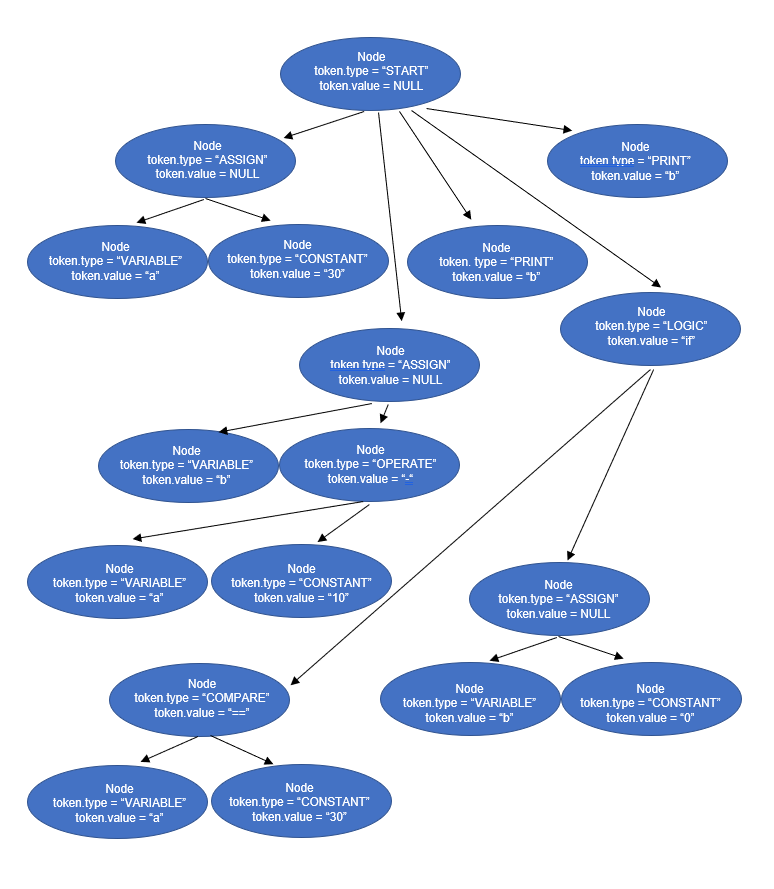 Node
token.type = “START”
token.value = NULL
Node
token.type = “ASSIGN”
token.value = NULL
Node
token.type = “PRINT”
token.value = “b”
Node
token.type = “VARIABLE”
token.value = “a”
Node
token.type = “CONSTANT”
token.value = “30”
Node
token. type = “PRINT”
token.value = “b”
Node
token.type = “LOGIC”
token.value = “if”
Node
token.type = “ASSIGN”
token.value = NULL
Node
token.type = “VARIABLE”
token.value = “b”
Node
token.type = “OPERATE”
token.value = “-“
Node
token.type = “VARIABLE”
token.value = “a”
Node
token.type = “CONSTANT”
token.value = “10”
Node
token.type = “ASSIGN”
token.value = NULL
Node
token.type = “COMPARE”
token.value = “==”
Node
token.type = “VARIABLE”
token.value = “b”
Node
token.type = “CONSTANT”
token.value = “0”
Node
token.type = “VARIABLE”
token.value = “a”
Node
token.type = “CONSTANT”
token.value = “30”